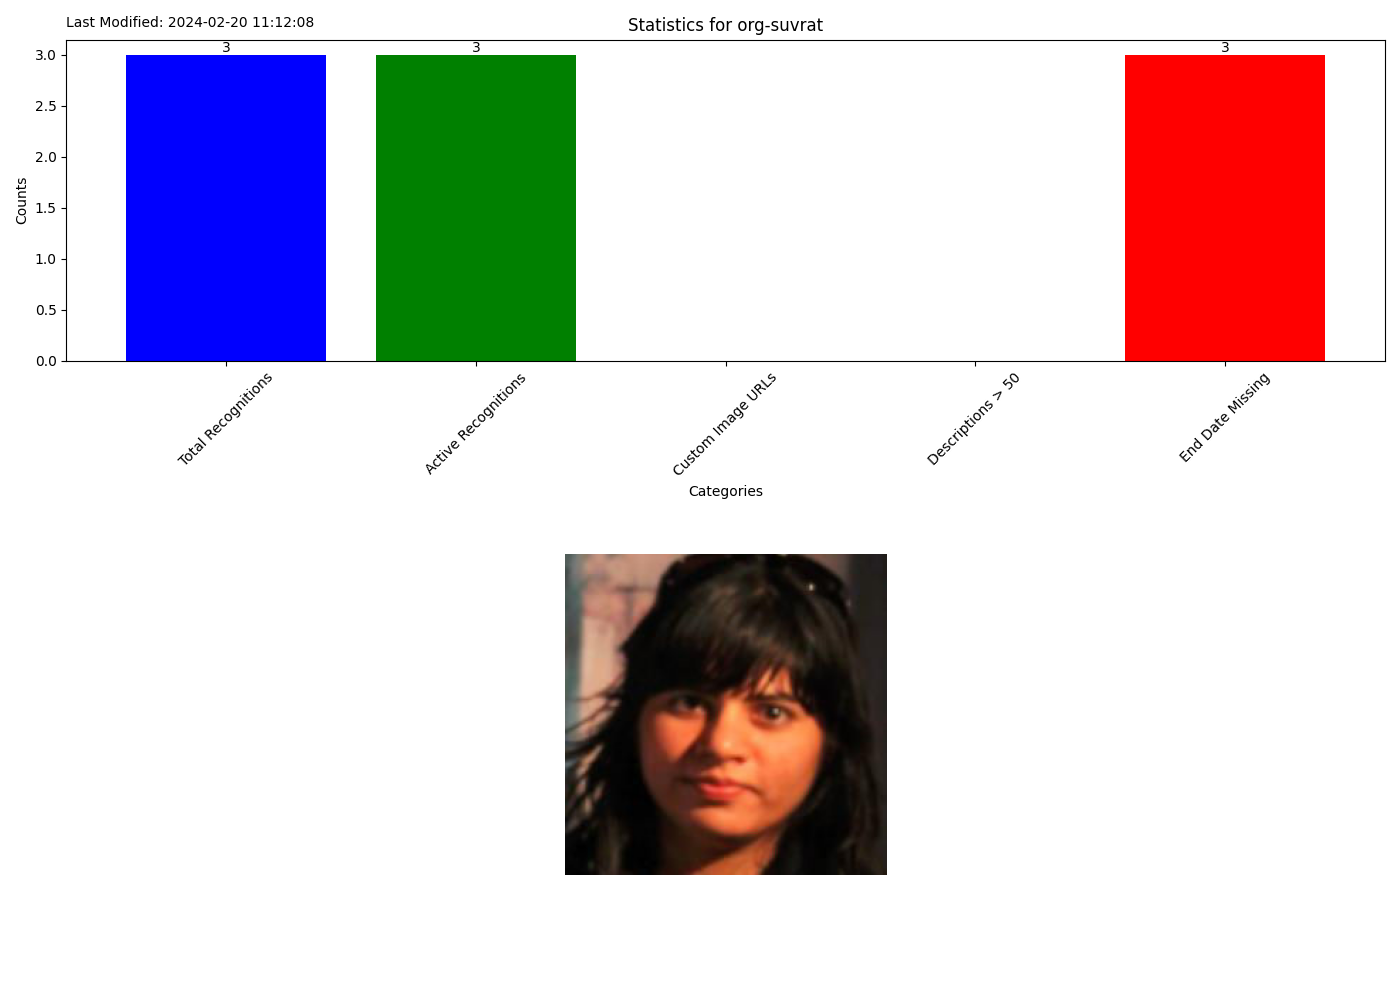 Last Modified: 2024-02-20 11:12:08
Statistics for org-suvrat
3 3 3
3.0
2.5
2.0
1.5
1.0
0.5
0.0
Counts
Total Recognitions
Active Recognitions
Custom Image URLs
Descriptions > 50
End Date Missing
Categories